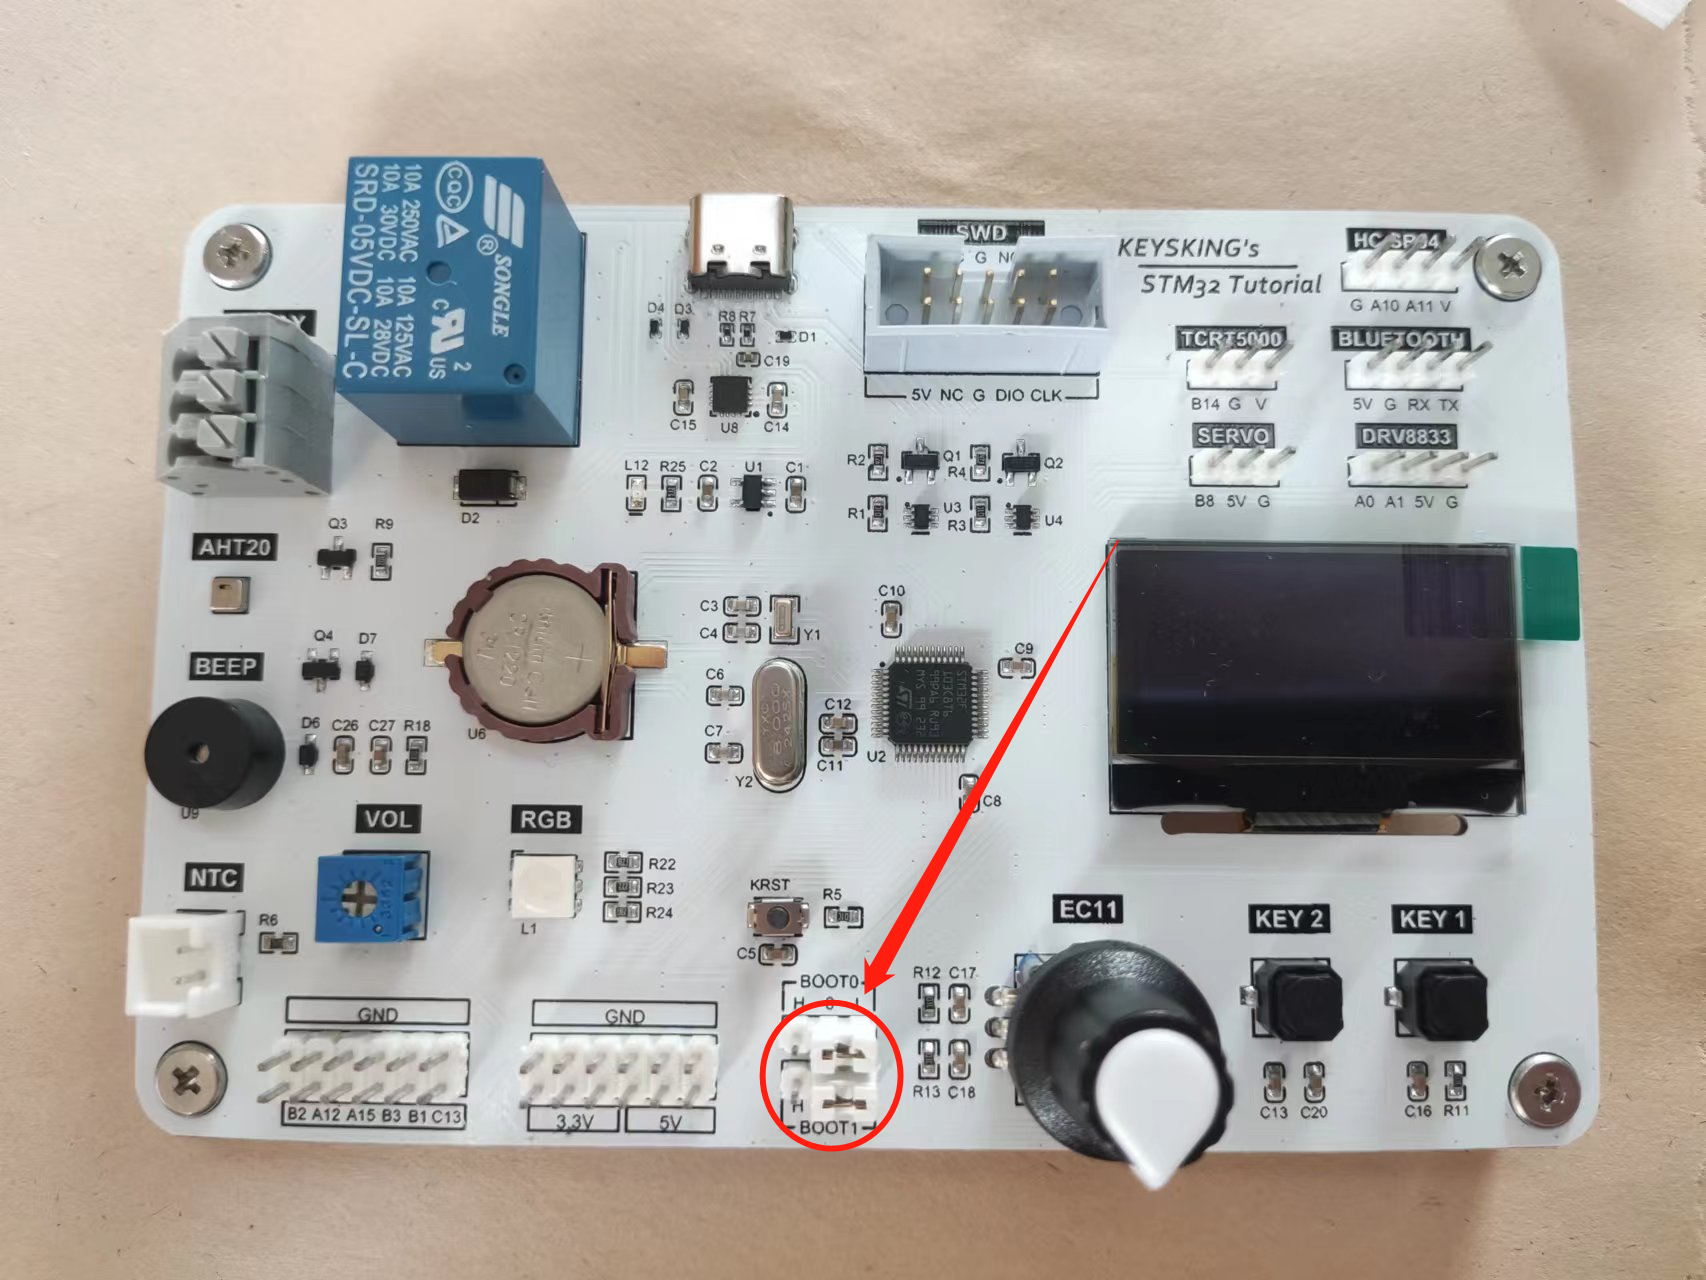 SONGLE
10A 250VAC 10A 125VAC
10A 30VDC 10A 28VDC
SRD-05VDC-SL-C
CQC
®
C US
2
SWD
G NC
5V NC G DIO CLK
KEYSKING's
STM32 Tutorial
HC-SR04
G A10 A11 V
TCRT5000
B14 G V
BLUETOOTH
5V G RX TX
SERVO
B8 5V G
DRV8833
A0 A1 5V G
D4
Q3
R8
R7
D1
C19
C15
U8
C14
L12
R25
C2
U1
C1
R2
Q1
R4
Q2
R1
U3
R3
U4
D2
Q3
R9
AHT20
Q4
D7
BEEP
D6
C26
C27
R18
U9
U6
C3
C4
Y1
C10
C9
C6
C7
Y2
8.000
C12
C11
U2
STM32F
103C8T6
C8
VOL
RGB
L1
R22
R23
R24
NTC
R6
KRST
R5
C5
EC11
KEY 2
KEY 1
BOOT0
H
H
BOOT1
R12
C17
R13
C18
C13
C20
C16
R11
GND
B2 A12 A15 B3 B1 C13
GND
3.3V
5V